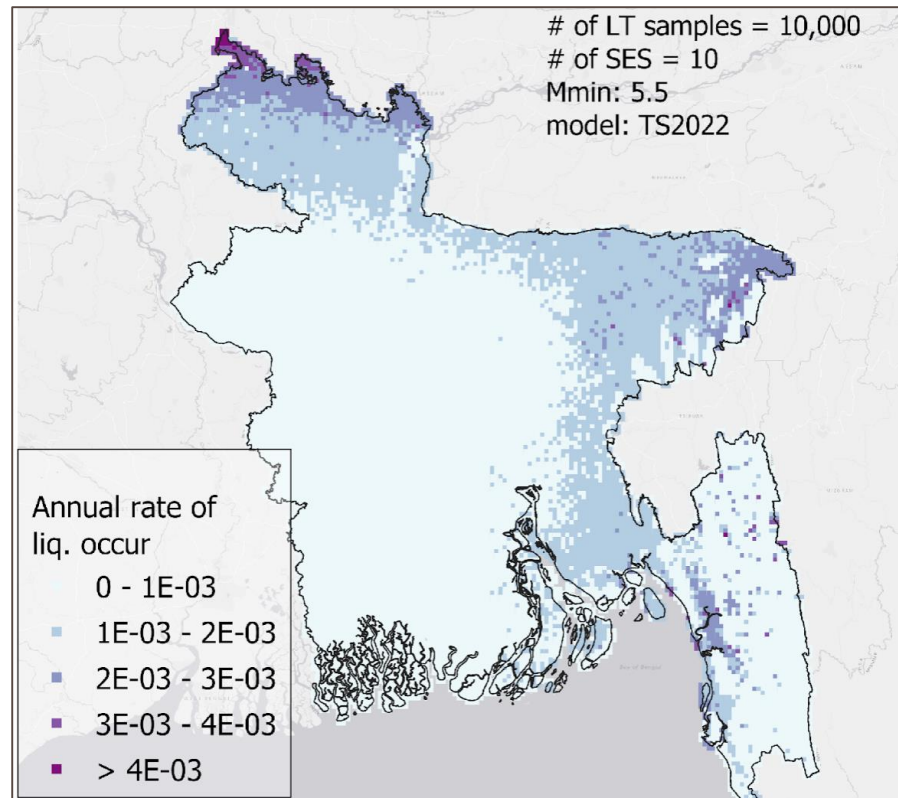 # of LT samples = 10,000
# of SES = 10
Mmin: 5.5
model: TS2022
Annual rate of
liq. occur
0 - 1E-03
1E-03 - 2E-03
2E-03 - 3E-03
3E-03 - 4E-03
> 4E-03